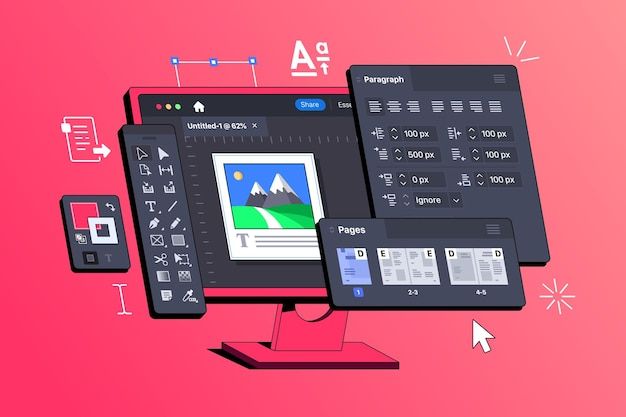 Aa
Share
Esse
Untitled-1 @ 62% ×
T
T
T
Paragraph
100 px 100 px
500 px 100 px
0 px 100 px
Ignore
Pages
D E E D D
1 2-3 4-5